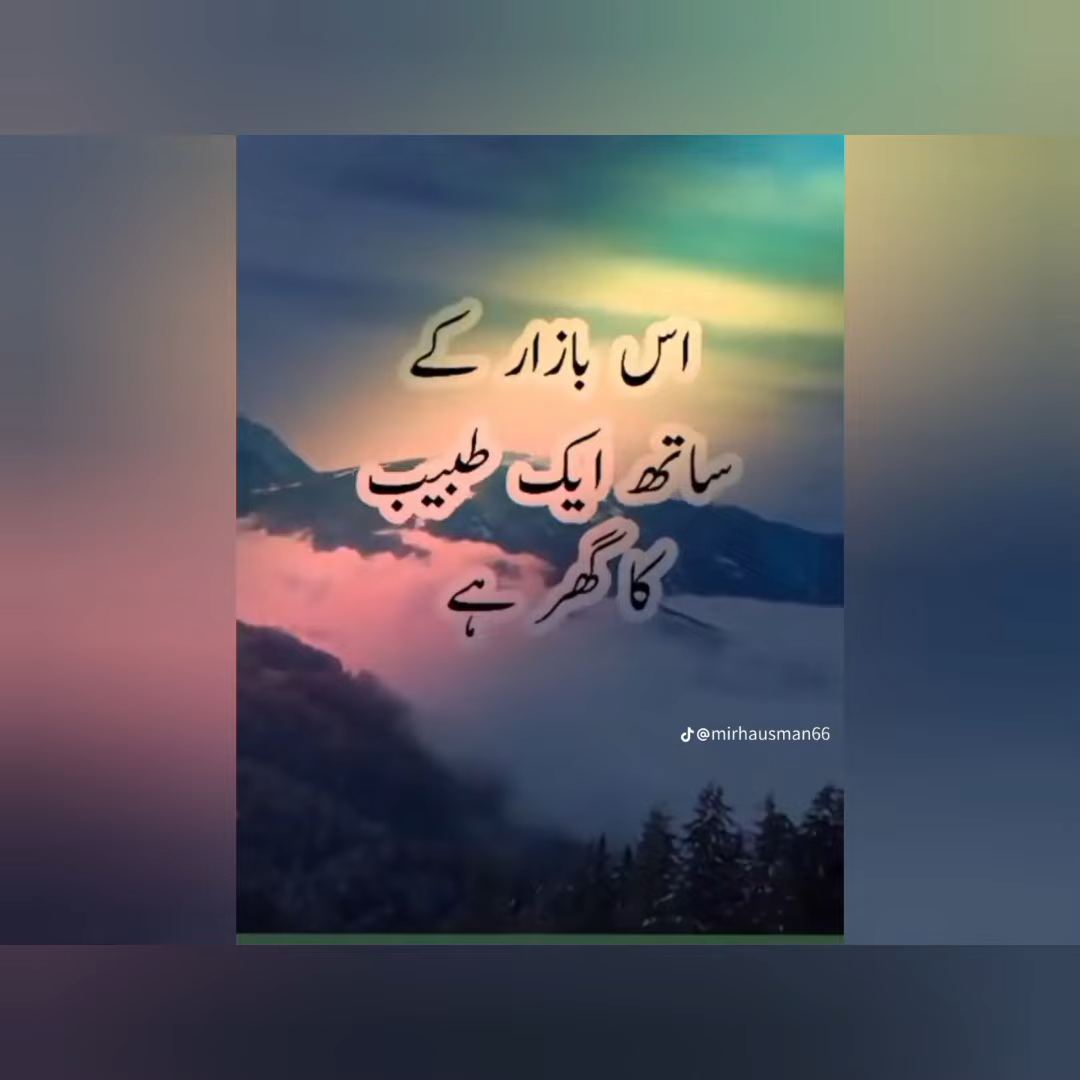 اس بازار کے
ساتھ ایک طبیب
کا گھر ہے
@mirhausman66